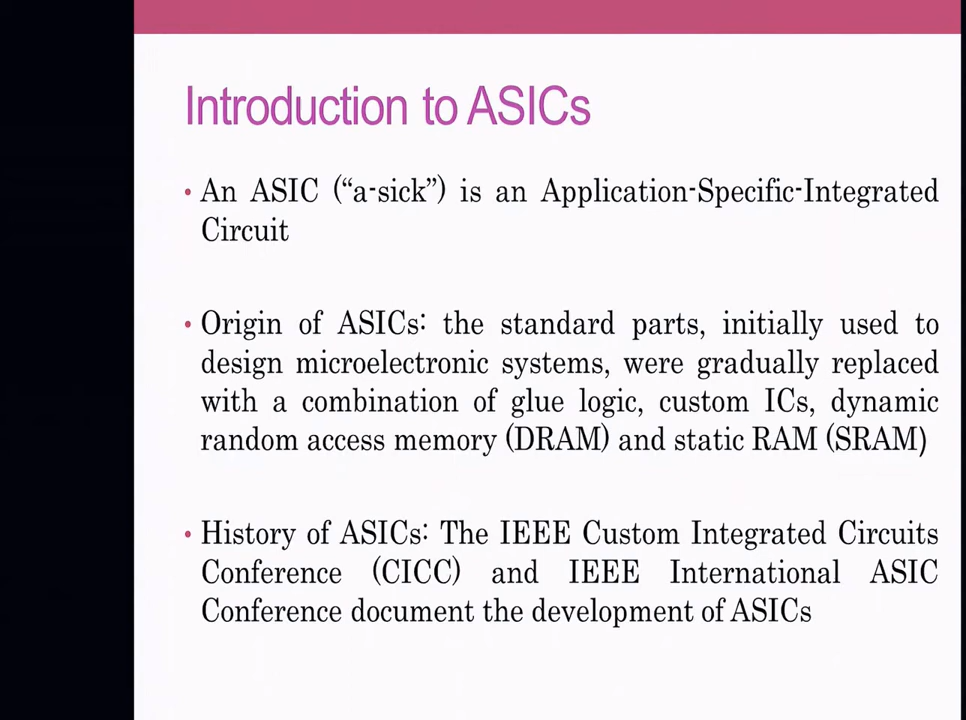 Introduction to ASICs
• An ASIC (“a-sick”) is an Application-Specific-Integrated
Circuit
• Origin of ASICs: the standard parts, initially used to
design microelectronic systems, were gradually replaced
with a combination of glue logic, custom ICs, dynamic
random access memory (DRAM) and static RAM (SRAM)
• History of ASICs: The IEEE Custom Integrated Circuits
Conference (CICC) and IEEE International ASIC
Conference document the development of ASICs